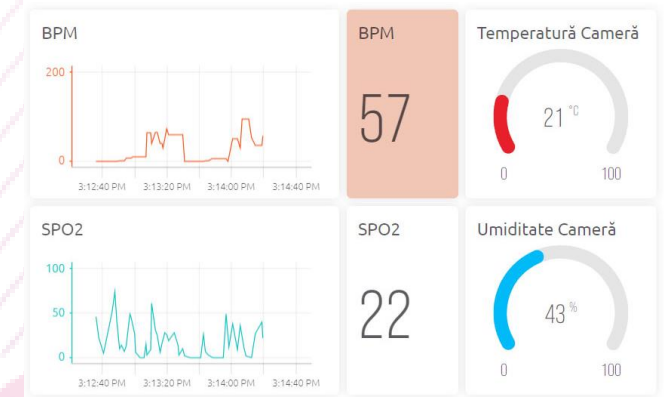 BPM
200
0
3:12:40 PM 3:13:20 PM 3:14:00 PM 3:14:40 PM
BPM
57
Temperatură Cameră
21 °C
0 100
SPO2
100
50
0
3:12:40 PM 3:13:20 PM 3:14:00 PM 3:14:40 PM
SPO2
22
Umiditate Cameră
43 %
0 100